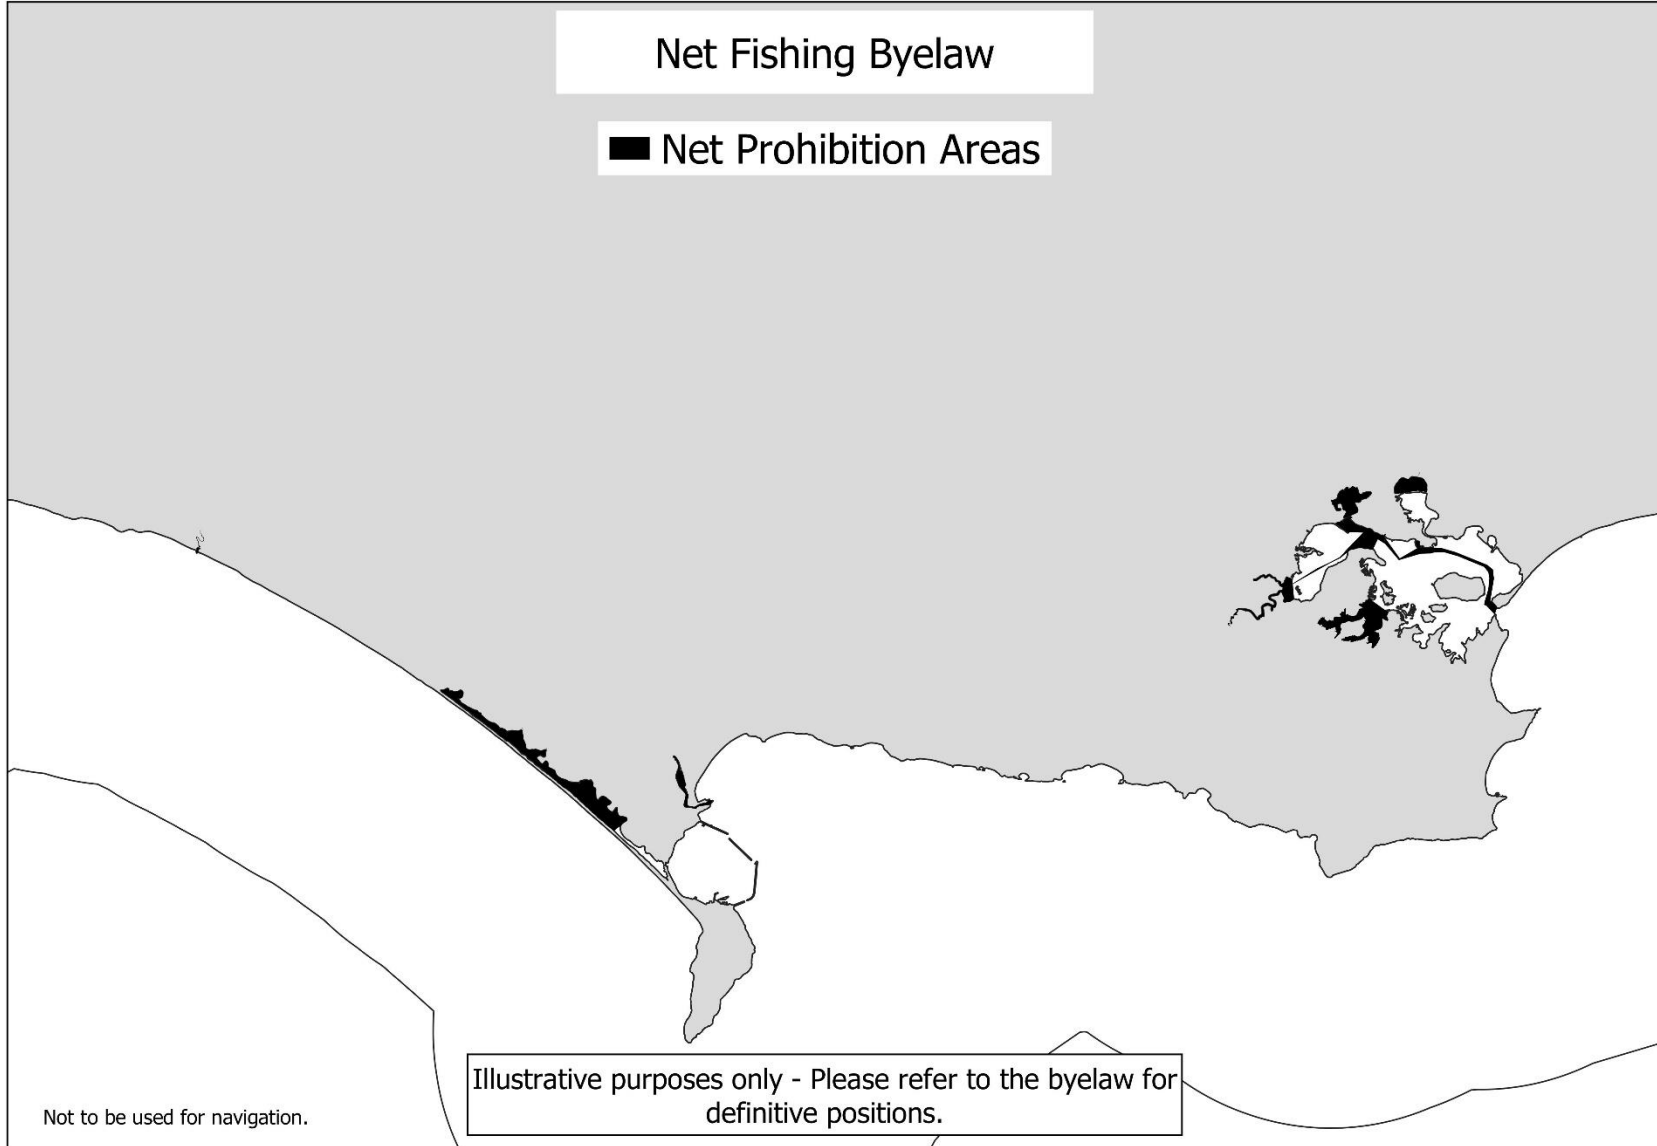 Net Fishing Byelaw
Net Prohibition Areas
Illustrative purposes only - Please refer to the byelaw for
definitive positions.
Not to be used for navigation.